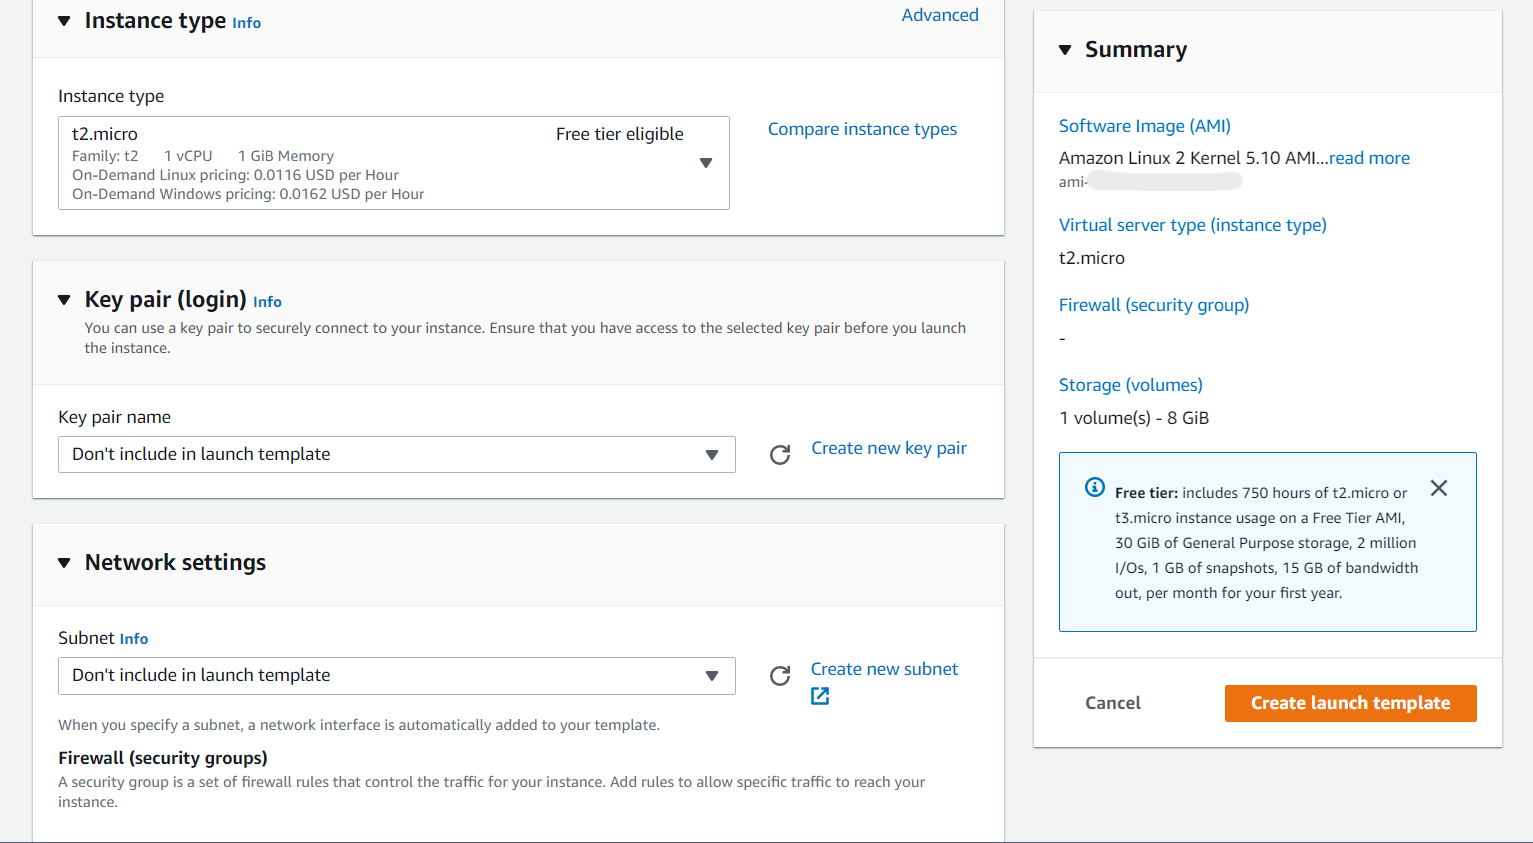 Instance type Info
Advanced
Instance type
t2.micro
Free tier eligible
Family: t2 1 vCPU 1 GiB Memory
On-Demand Linux pricing: 0.0116 USD per Hour
On-Demand Windows pricing: 0.0162 USD per Hour
Compare instance types
Key pair (login) Info
You can use a key pair to securely connect to your instance. Ensure that you have access to the selected key pair before you launch
the instance.
Key pair name
Don't include in launch template
Create new key pair
Network settings
Subnet Info
Don't include in launch template
Create new subnet
When you specify a subnet, a network interface is automatically added to your template.
Firewall (security groups)
A security group is a set of firewall rules that control the traffic for your instance. Add rules to allow specific traffic to reach your
instance.
Summary
Software Image (AMI)
Amazon Linux 2 Kernel 5.10 AMI...read more
ami-
Virtual server type (instance type)
t2.micro
Firewall (security group)
-
Storage (volumes)
1 volume(s) - 8 GiB
Free tier: includes 750 hours of t2.micro or
t3.micro instance usage on a Free Tier AMI,
30 GiB of General Purpose storage, 2 million
I/Os, 1 GB of snapshots, 15 GB of bandwidth
out, per month for your first year.
Cancel
Create launch template